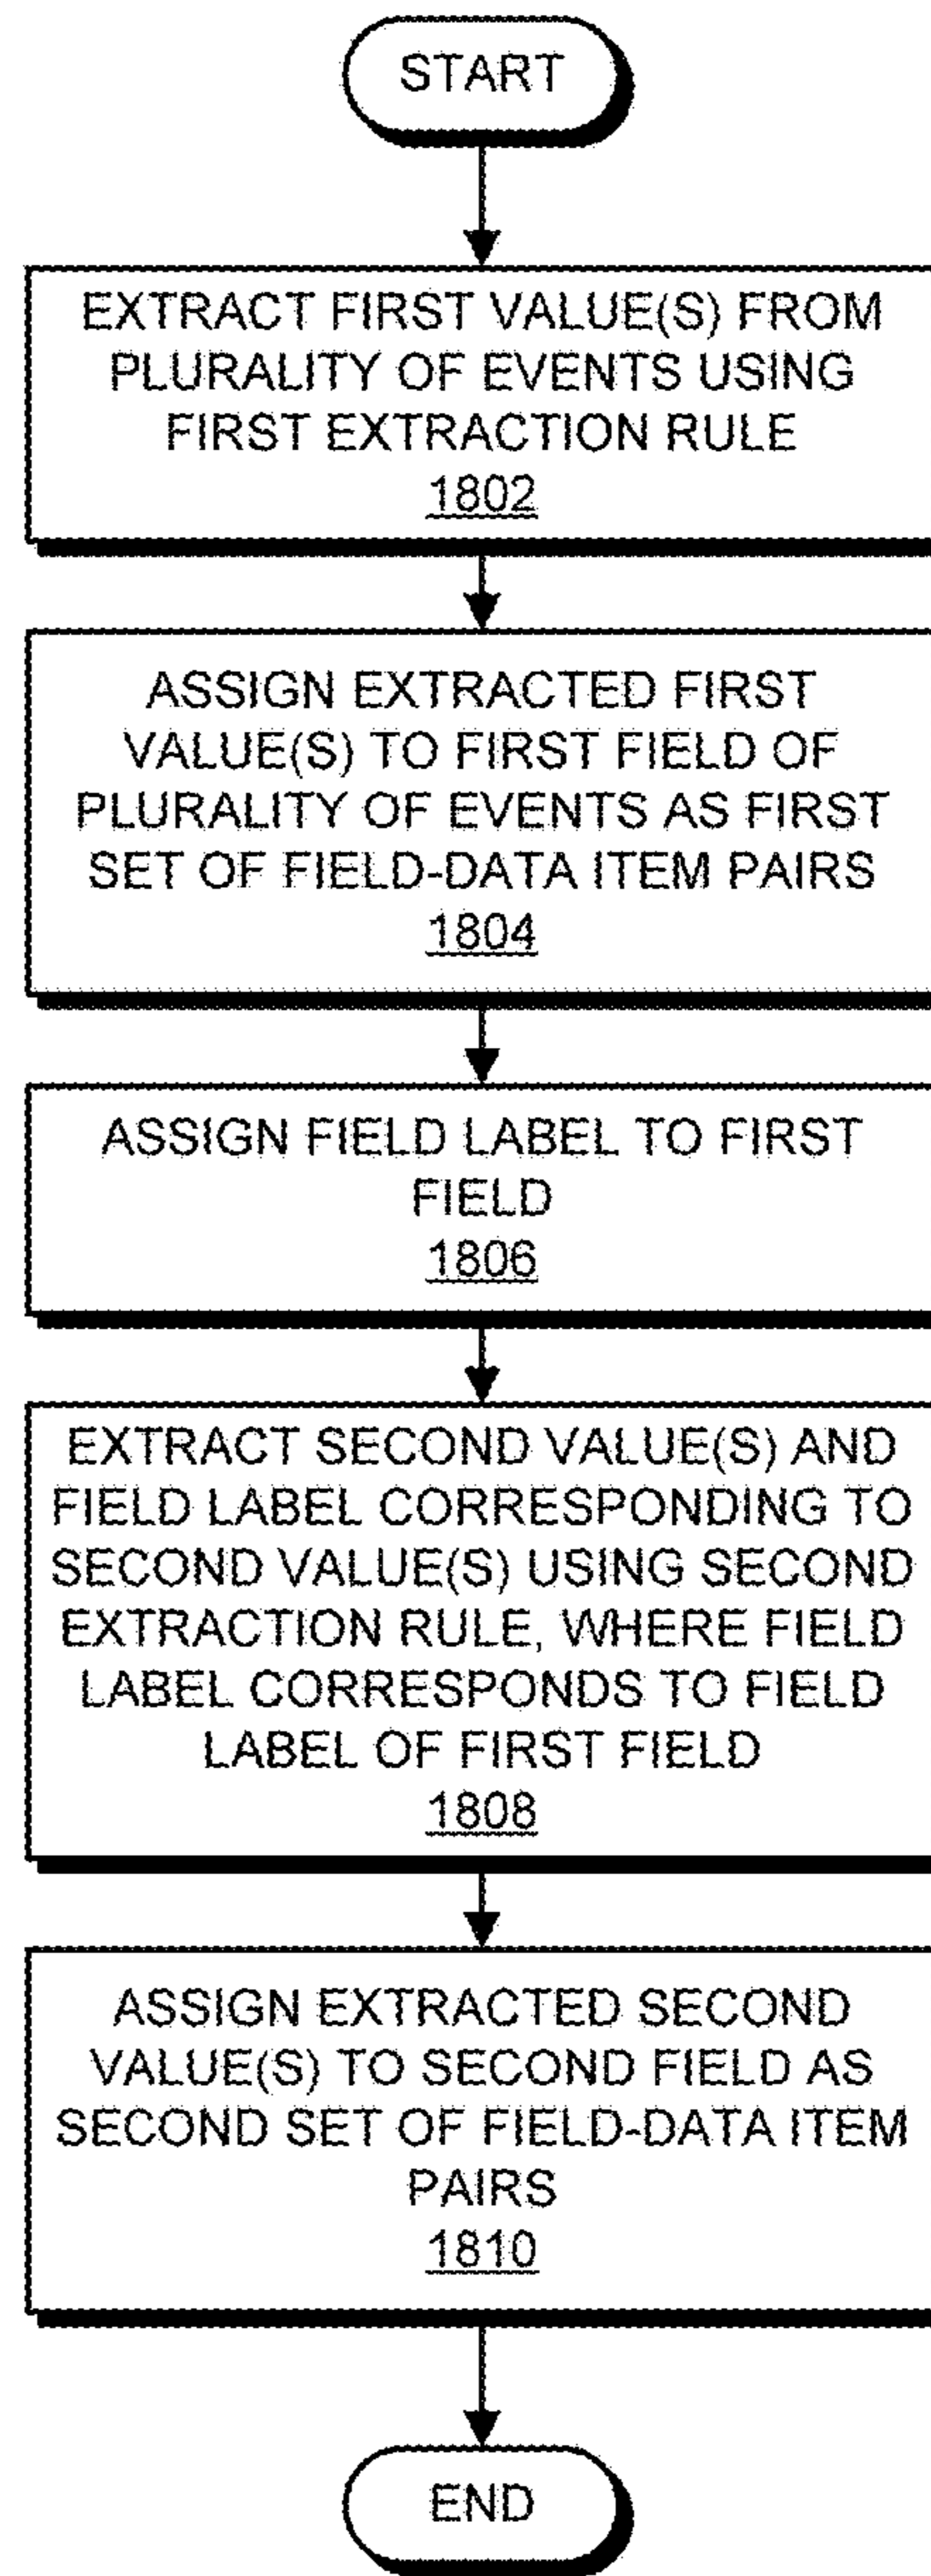 START
EXTRACT FIRST VALUE(S) FROM
PLURALITY OF EVENTS USING
FIRST EXTRACTION RULE
1802
ASSIGN EXTRACTED FIRST
VALUE(S) TO FIRST FIELD OF
PLURALITY OF EVENTS AS FIRST
SET OF FIELD-DATA ITEM PAIRS
1804
ASSIGN FIELD LABEL TO FIRST
FIELD
1806
EXTRACT SECOND VALUE(S) AND
FIELD LABEL CORRESPONDING TO
SECOND VALUE(S) USING SECOND
EXTRACTION RULE, WHERE FIELD
LABEL CORRESPONDS TO FIELD
LABEL OF FIRST FIELD
1808
ASSIGN EXTRACTED SECOND
VALUE(S) TO SECOND FIELD AS
SECOND SET OF FIELD-DATA ITEM
PAIRS
1810
END